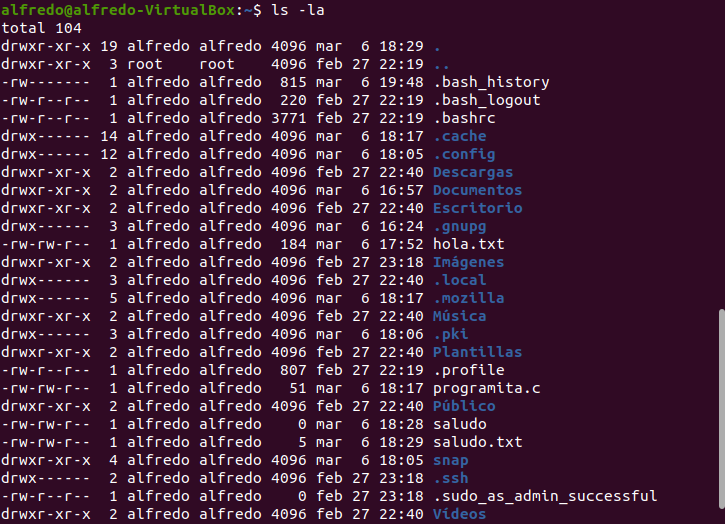 alfredo@alfredo-VirtualBox:~$ ls -la
total 104
drwxr-xr-x 19 alfredo alfredo 4096 mar  6 18:29 .
drwxr-xr-x  3 root    root    4096 feb 27 22:19 ..
-rw-------  1 alfredo alfredo  815 mar  6 19:48 .bash_history
-rw-r--r--  1 alfredo alfredo  220 feb 27 22:19 .bash_logout
-rw-r--r--  1 alfredo alfredo 3771 feb 27 22:19 .bashrc
drwx------ 14 alfredo alfredo 4096 mar  6 18:17 .cache
drwx------ 12 alfredo alfredo 4096 mar  6 18:05 .config
drwxr-xr-x  2 alfredo alfredo 4096 feb 27 22:40 Descargas
drwxr-xr-x  2 alfredo alfredo 4096 mar  6 16:57 Documentos
drwxr-xr-x  2 alfredo alfredo 4096 feb 27 22:40 Escritorio
drwx------  3 alfredo alfredo 4096 mar  6 16:24 .gnupg
-rw-rw-r--  1 alfredo alfredo  184 mar  6 17:52 hola.txt
drwxr-xr-x  2 alfredo alfredo 4096 feb 27 23:18 Imágenes
drwx------  3 alfredo alfredo 4096 feb 27 22:40 .local
drwx------  5 alfredo alfredo 4096 mar  6 18:17 .mozilla
drwxr-xr-x  2 alfredo alfredo 4096 feb 27 22:40 Música
drwx------  3 alfredo alfredo 4096 mar  6 18:06 .pki
drwxr-xr-x  2 alfredo alfredo 4096 feb 27 22:40 Plantillas
-rw-r--r--  1 alfredo alfredo  807 feb 27 22:19 .profile
-rw-rw-r--  1 alfredo alfredo   51 mar  6 18:17 programita.c
drwxr-xr-x  2 alfredo alfredo 4096 feb 27 22:40 Público
-rw-rw-r--  1 alfredo alfredo    0 mar  6 18:28 saludo
-rw-rw-r--  1 alfredo alfredo    5 mar  6 18:29 saludo.txt
drwxr-xr-x  4 alfredo alfredo 4096 mar  6 18:05 snap
drwx------  2 alfredo alfredo 4096 feb 27 23:18 .ssh
-rw-r--r--  1 alfredo alfredo    0 feb 27 23:18 .sudo_as_admin_successful
drwxr-xr-x  2 alfredo alfredo 4096 feb 27 22:40 Vídeos